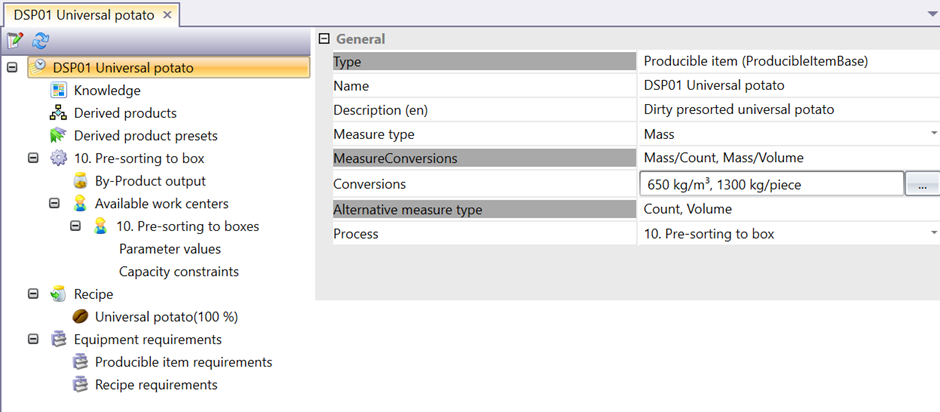 DSP01 Universal potato
DSP01 Universal potato
Knowledge
Derived products
Derived product presets
10. Pre-sorting to box
By-Product output
Available work centers
10. Pre-sorting to boxes
Parameter values
Capacity constraints
Recipe
Universal potato(100 %)
Equipment requirements
Producible item requirements
Recipe requirements
General
Type Producible item (ProducibleItemBase)
Name DSP01 Universal potato
Description (en) Dirty presorted universal potato
Measure type Mass
MeasureConversions Mass/Count, Mass/Volume
Conversions 650 kg/m³, 1300 kg/piece ...
Alternative measure type Count, Volume
Process 10. Pre-sorting to box